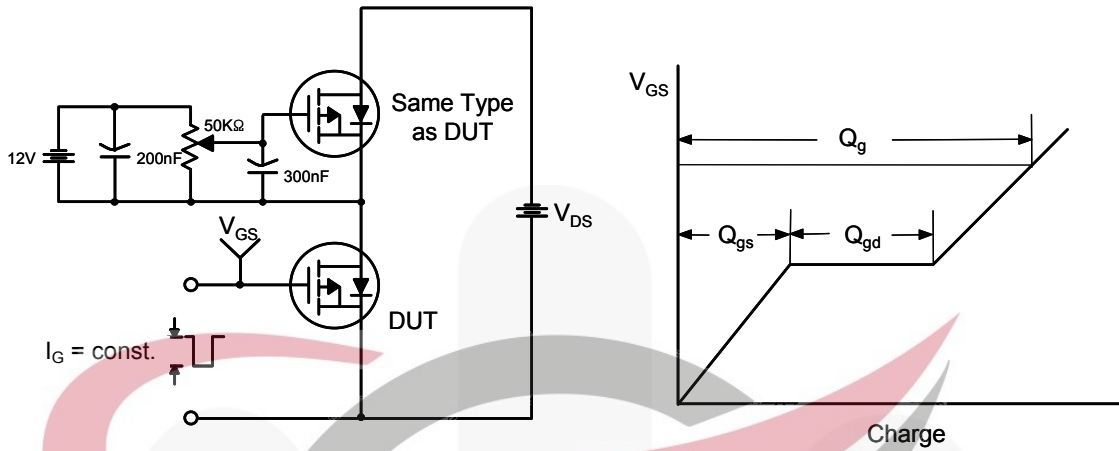 12V
200nF
50KΩ
300nF
Same Type
as DUT
V_GS
DUT
V_DS
I_G = const.
V_GS
Q_g
Q_gs
Q_gd
Charge